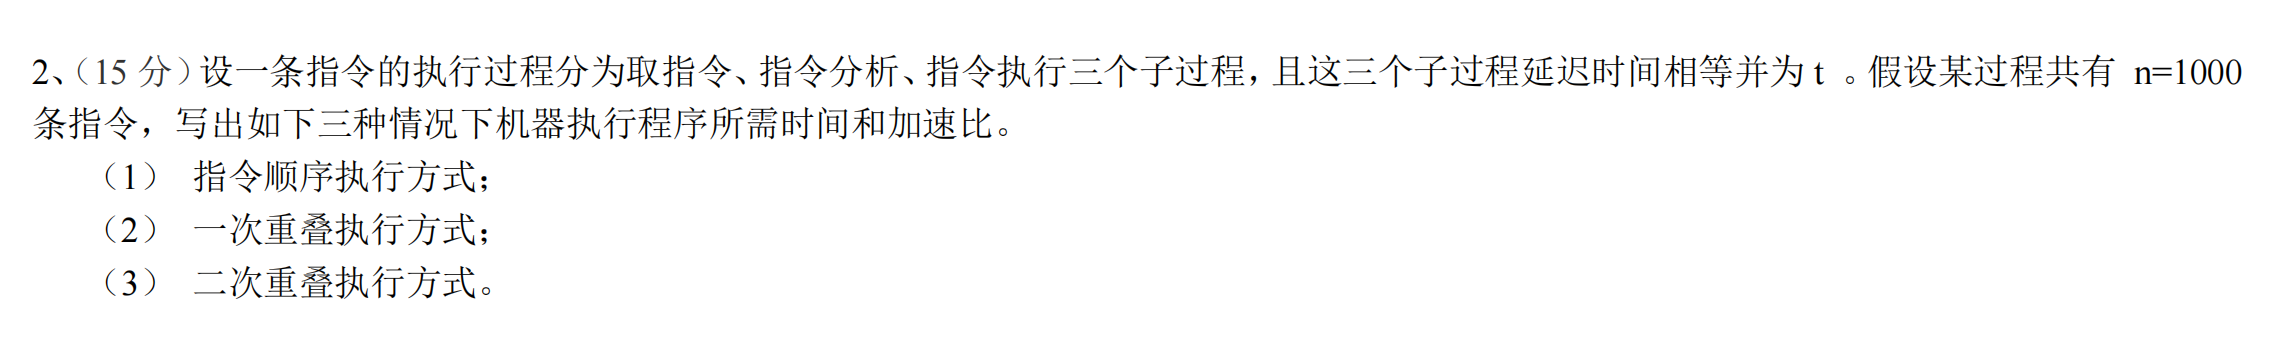 2、（15 分）设一条指令的执行过程分为取指令、指令分析、指令执行三个子过程，且这三个子过程延迟时间相等并为 t 。假设某过程共有 n=1000
条指令，写出如下三种情况下机器执行程序所需时间和加速比。
（1） 指令顺序执行方式；
（2） 一次重叠执行方式；
（3） 二次重叠执行方式。